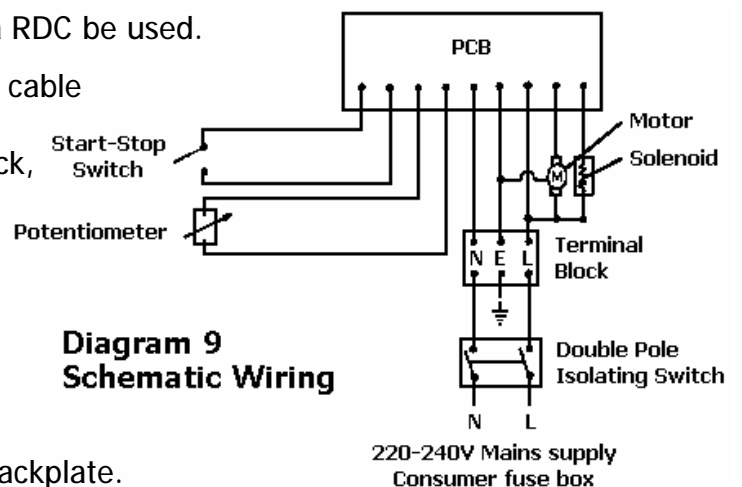 RDC be used.
cable
ck,
PCB
Start-Stop
Switch
Potentiometer
Motor
Solenoid
M
N E L
Terminal
Block
Diagram 9
Schematic Wiring
Double Pole
Isolating Switch
N L
220-240V Mains supply
Consumer fuse box
ackplate.